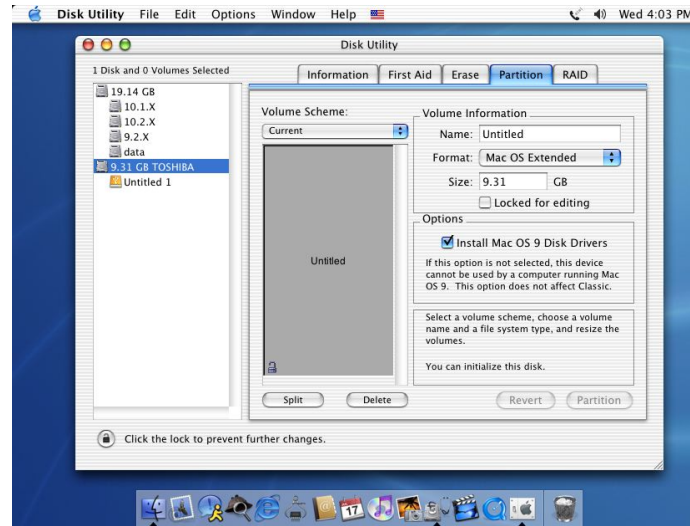 Disk Utility File Edit Options Window Help
Wed 4:03 PM
Disk Utility
1 Disk and 0 Volumes Selected
19.14 GB
10.1.X
10.2.X
9.2.X
data
9.31 GB TOSHIBA
Untitled 1
Information First Aid Erase Partition RAID
Volume Scheme:
Current
Untitled
Split Delete
Volume Information
Name: Untitled
Format: Mac OS Extended
Size: 9.31 GB
Locked for editing
Options
Install Mac OS 9 Disk Drivers
If this option is not selected, this device
cannot be used by a computer running Mac
OS 9. This option does not affect Classic.
Select a volume scheme, choose a volume
name and a file system type, and resize the
volumes.
You can initialize this disk.
Revert Partition
Click the lock to prevent further changes.
17